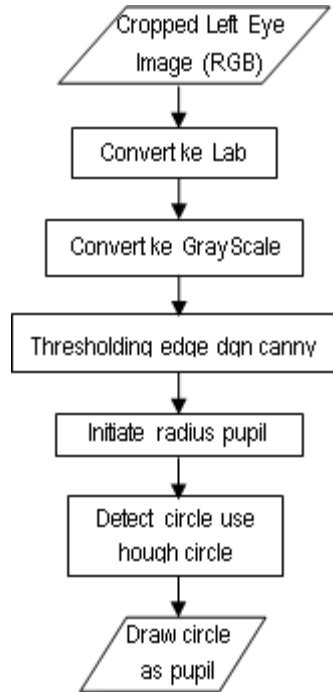 Cropped Left Eye
Image (RGB)
Convert ke Lab
Convert ke GrayScale
Thresholding edge dgn canny
Initiate radius pupil
Detect circle use
hough circle
Draw circle
as pupil